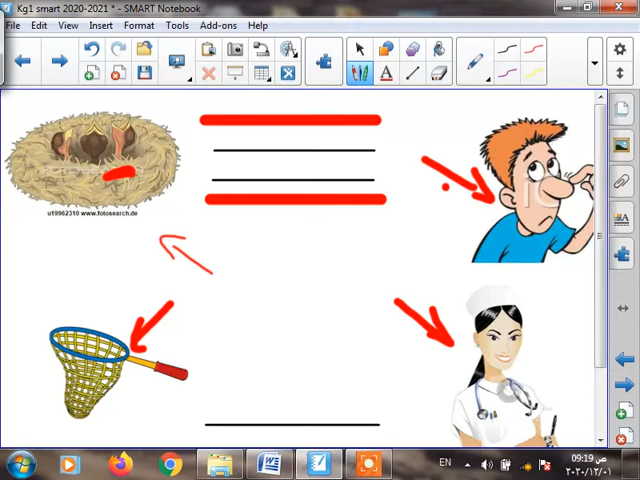 Kg1 smart 2020-2021 * - SMART Notebook
File Edit View Insert Format Tools Add-ons Help
u19962310 www.fotosearch.de
EN
09:19 ص
٢٠٢٠/١٢/٠١